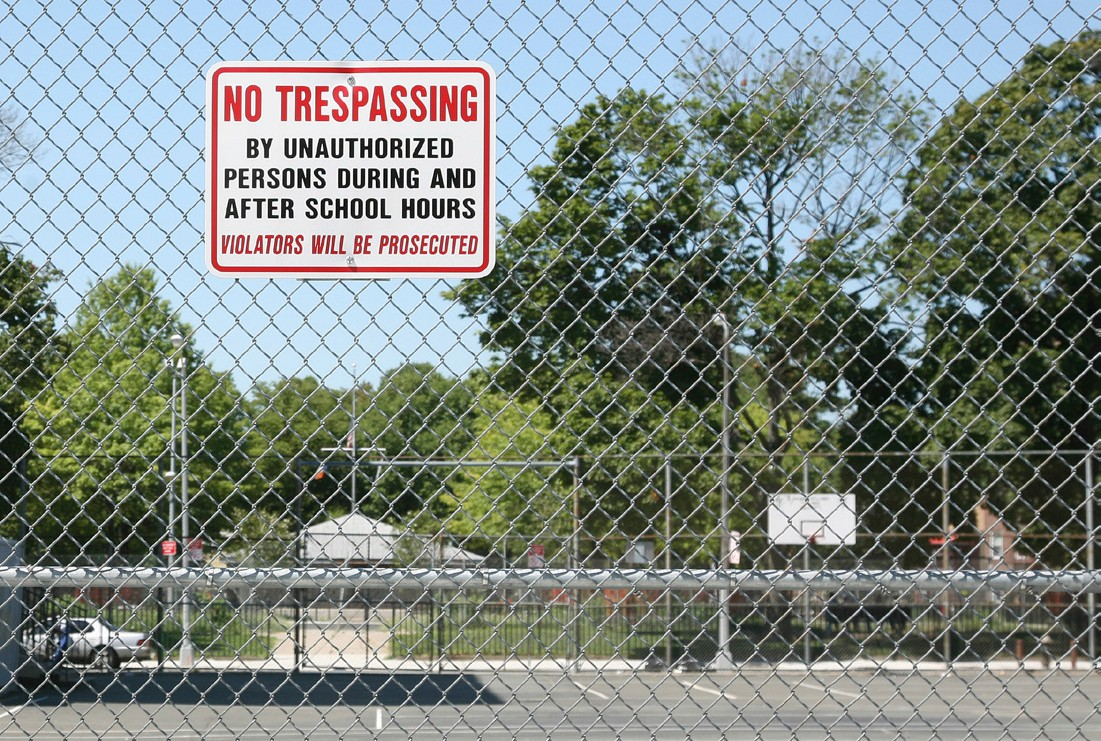 NO TRESPASSING
BY UNAUTHORIZED
PERSONS DURING AND
AFTER SCHOOL HOURS
VIOLATORS WILL BE PROSECUTED